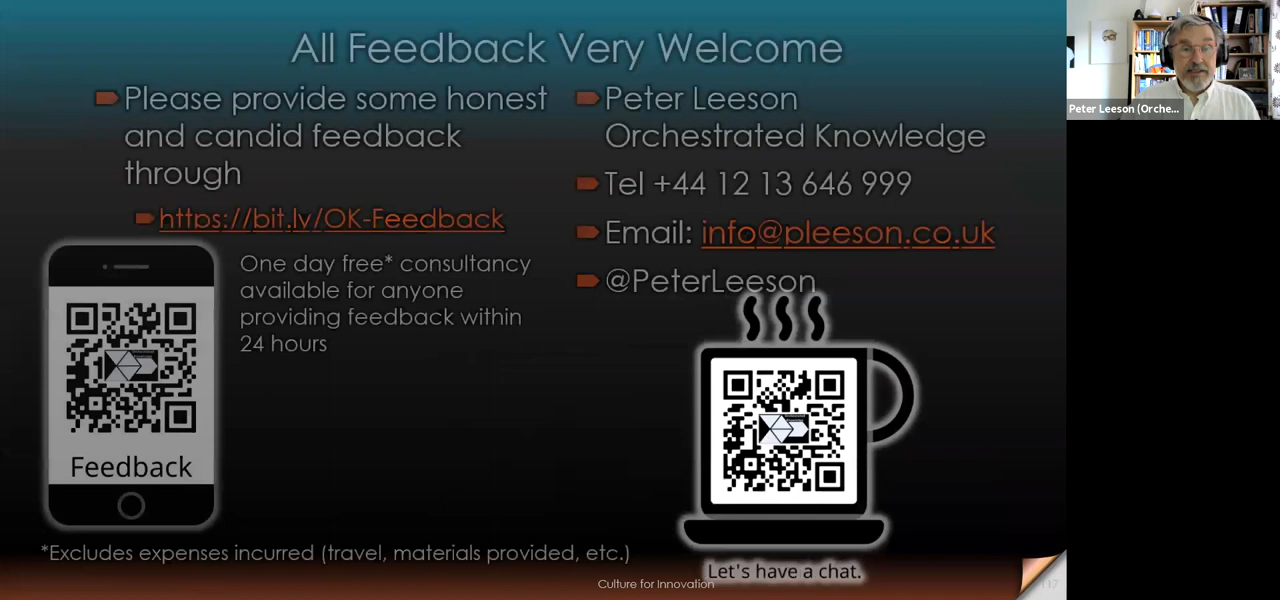 All Feedback Very Welcome
Please provide some honest
and candid feedback
through
https://bit.ly/OK-Feedback
One day free* consultancy
available for anyone
providing feedback within
24 hours
Feedback
*Excludes expenses incurred (travel, materials provided, etc.)
Peter Leeson
Orchestrated Knowledge
Tel +44 12 13 646 999
Email: info@pleeson.co.uk
@PeterLeeson
Let's have a chat.
Culture for Innovation
Peter Leeson (Orche...